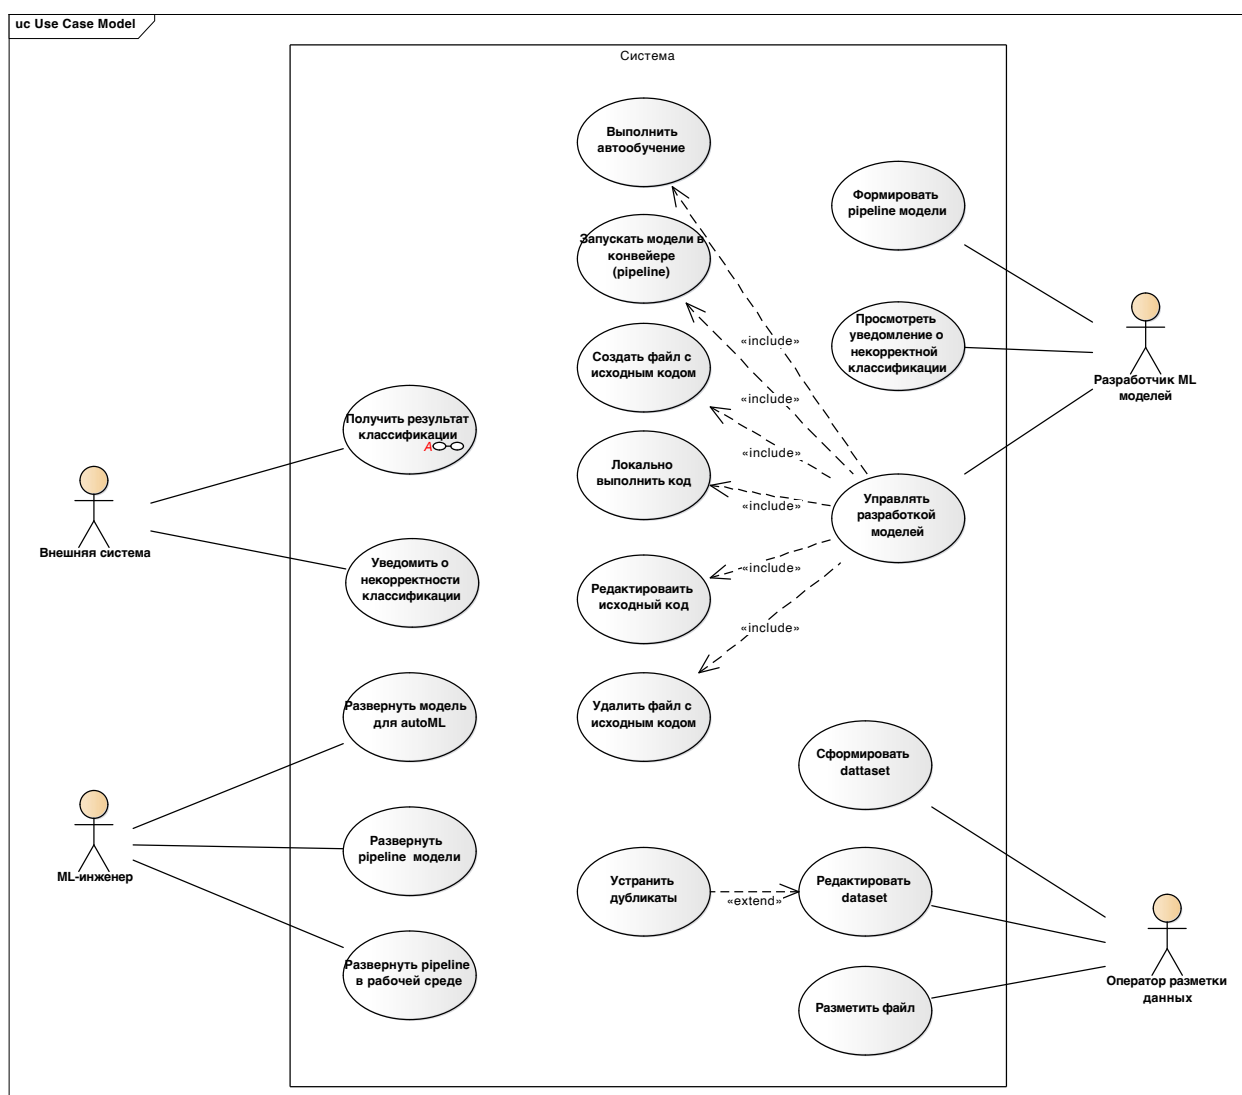 uc Use Case Model
Система
Выполнить
автообучение
Формировать
pipeline модели
Запускать модели в
конвейере
(pipeline)
Просмотреть
уведомление о
некорректной
классификации
Разработчик ML
моделей
Создать файл с
исходным кодом
«include»
«include»
«include»
«include»
«include»
«include»
Получить результат
классификации
A
Локально
выполнить код
Управлять
разработкой
моделей
Внешняя система
Уведомить о
некорректности
классификации
Редактироваить
исходный код
Развернуть модель
для autoML
Удалить файл с
исходным кодом
Сформировать
dattaset
ML-инженер
Развернуть
pipeline модели
Устранить
дубликаты
«extend»
Редактировать
dataset
Развернуть pipeline
в рабочей среде
Разметить файл
Оператор разметки
данных